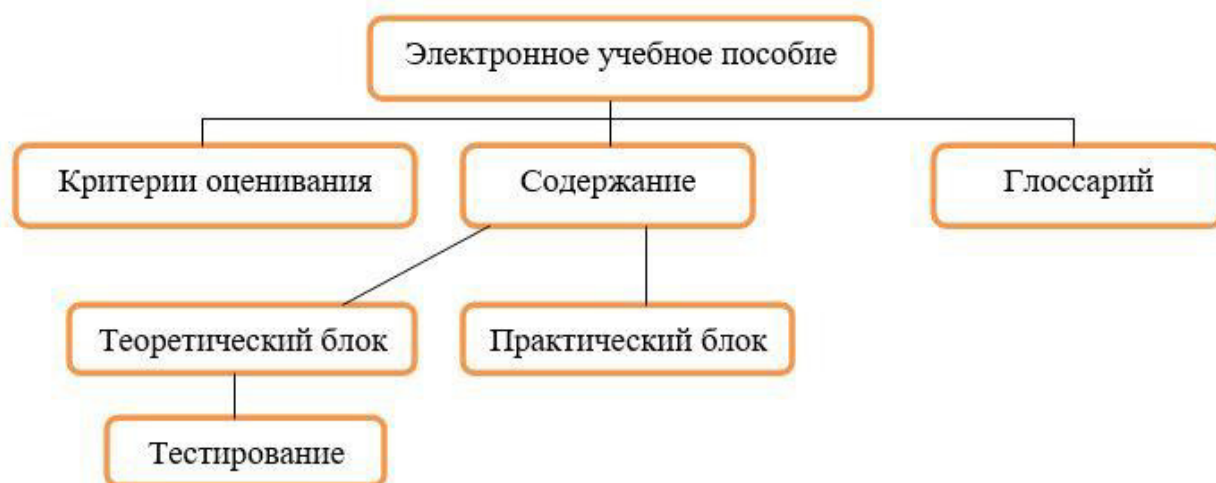 Электронное учебное пособие
Критерии оценивания
Содержание
Глоссарий
Теоретический блок
Практический блок
Тестирование